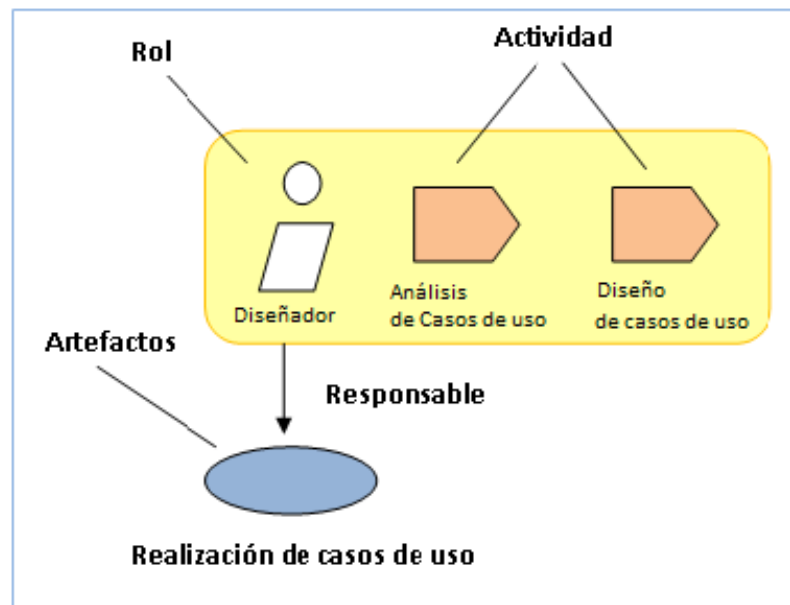 Actividad
Rol
Diseñador
Análisis
de Casos de uso
Diseño
de casos de uso
Artefactos
Responsable
Realización de casos de uso